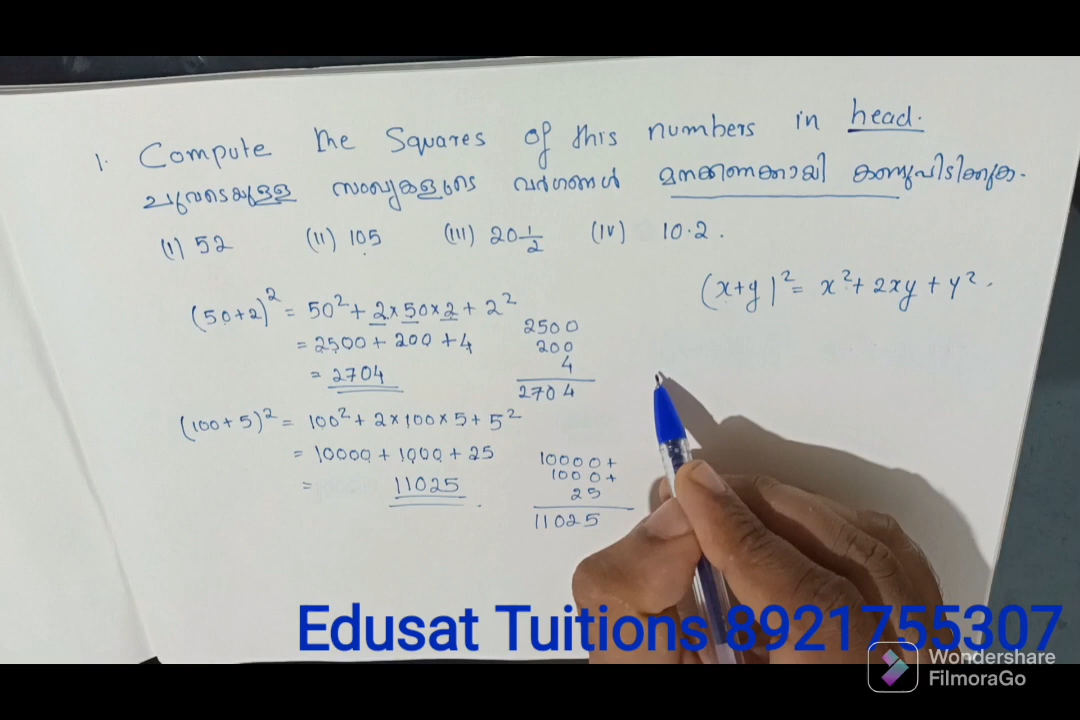 1. Compute the Squares of this numbers in head.
ചുവടെയുള്ള സംഖ്യകളുടെ വർഗങ്ങൾ മനക്കണക്കായി കണ്ടുപിടിക്കുക.
(i) 52 (ii) 105 (iii) 20 1/2 (iv) 10.2.
(x+y)² = x² + 2xy + y².
(50+2)² = 50² + 2×50×2 + 2²
= 2500 + 200 + 4
= 2704
2500
200
4
2704
(100+5)² = 100² + 2×100×5 + 5²
= 10000 + 1000 + 25
= 11025
10000+
1000+
25
11025
Edusat Tuitions 8921755307
Wondershare
FilmoraGo